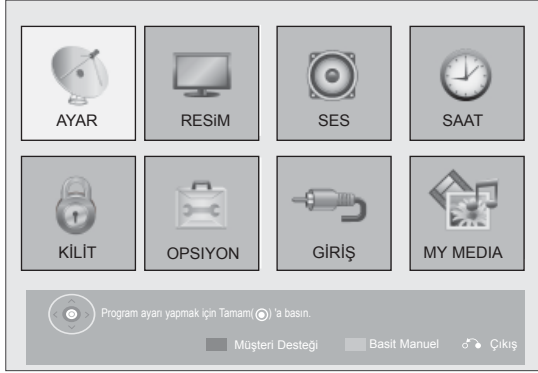 AYAR RESiM SES SAAT
KİLİT OPSIYON GİRİŞ MY MEDIA
Program ayarı yapmak için Tamam( ) 'a basın.
Müşteri Desteği Basit Manuel Çıkış